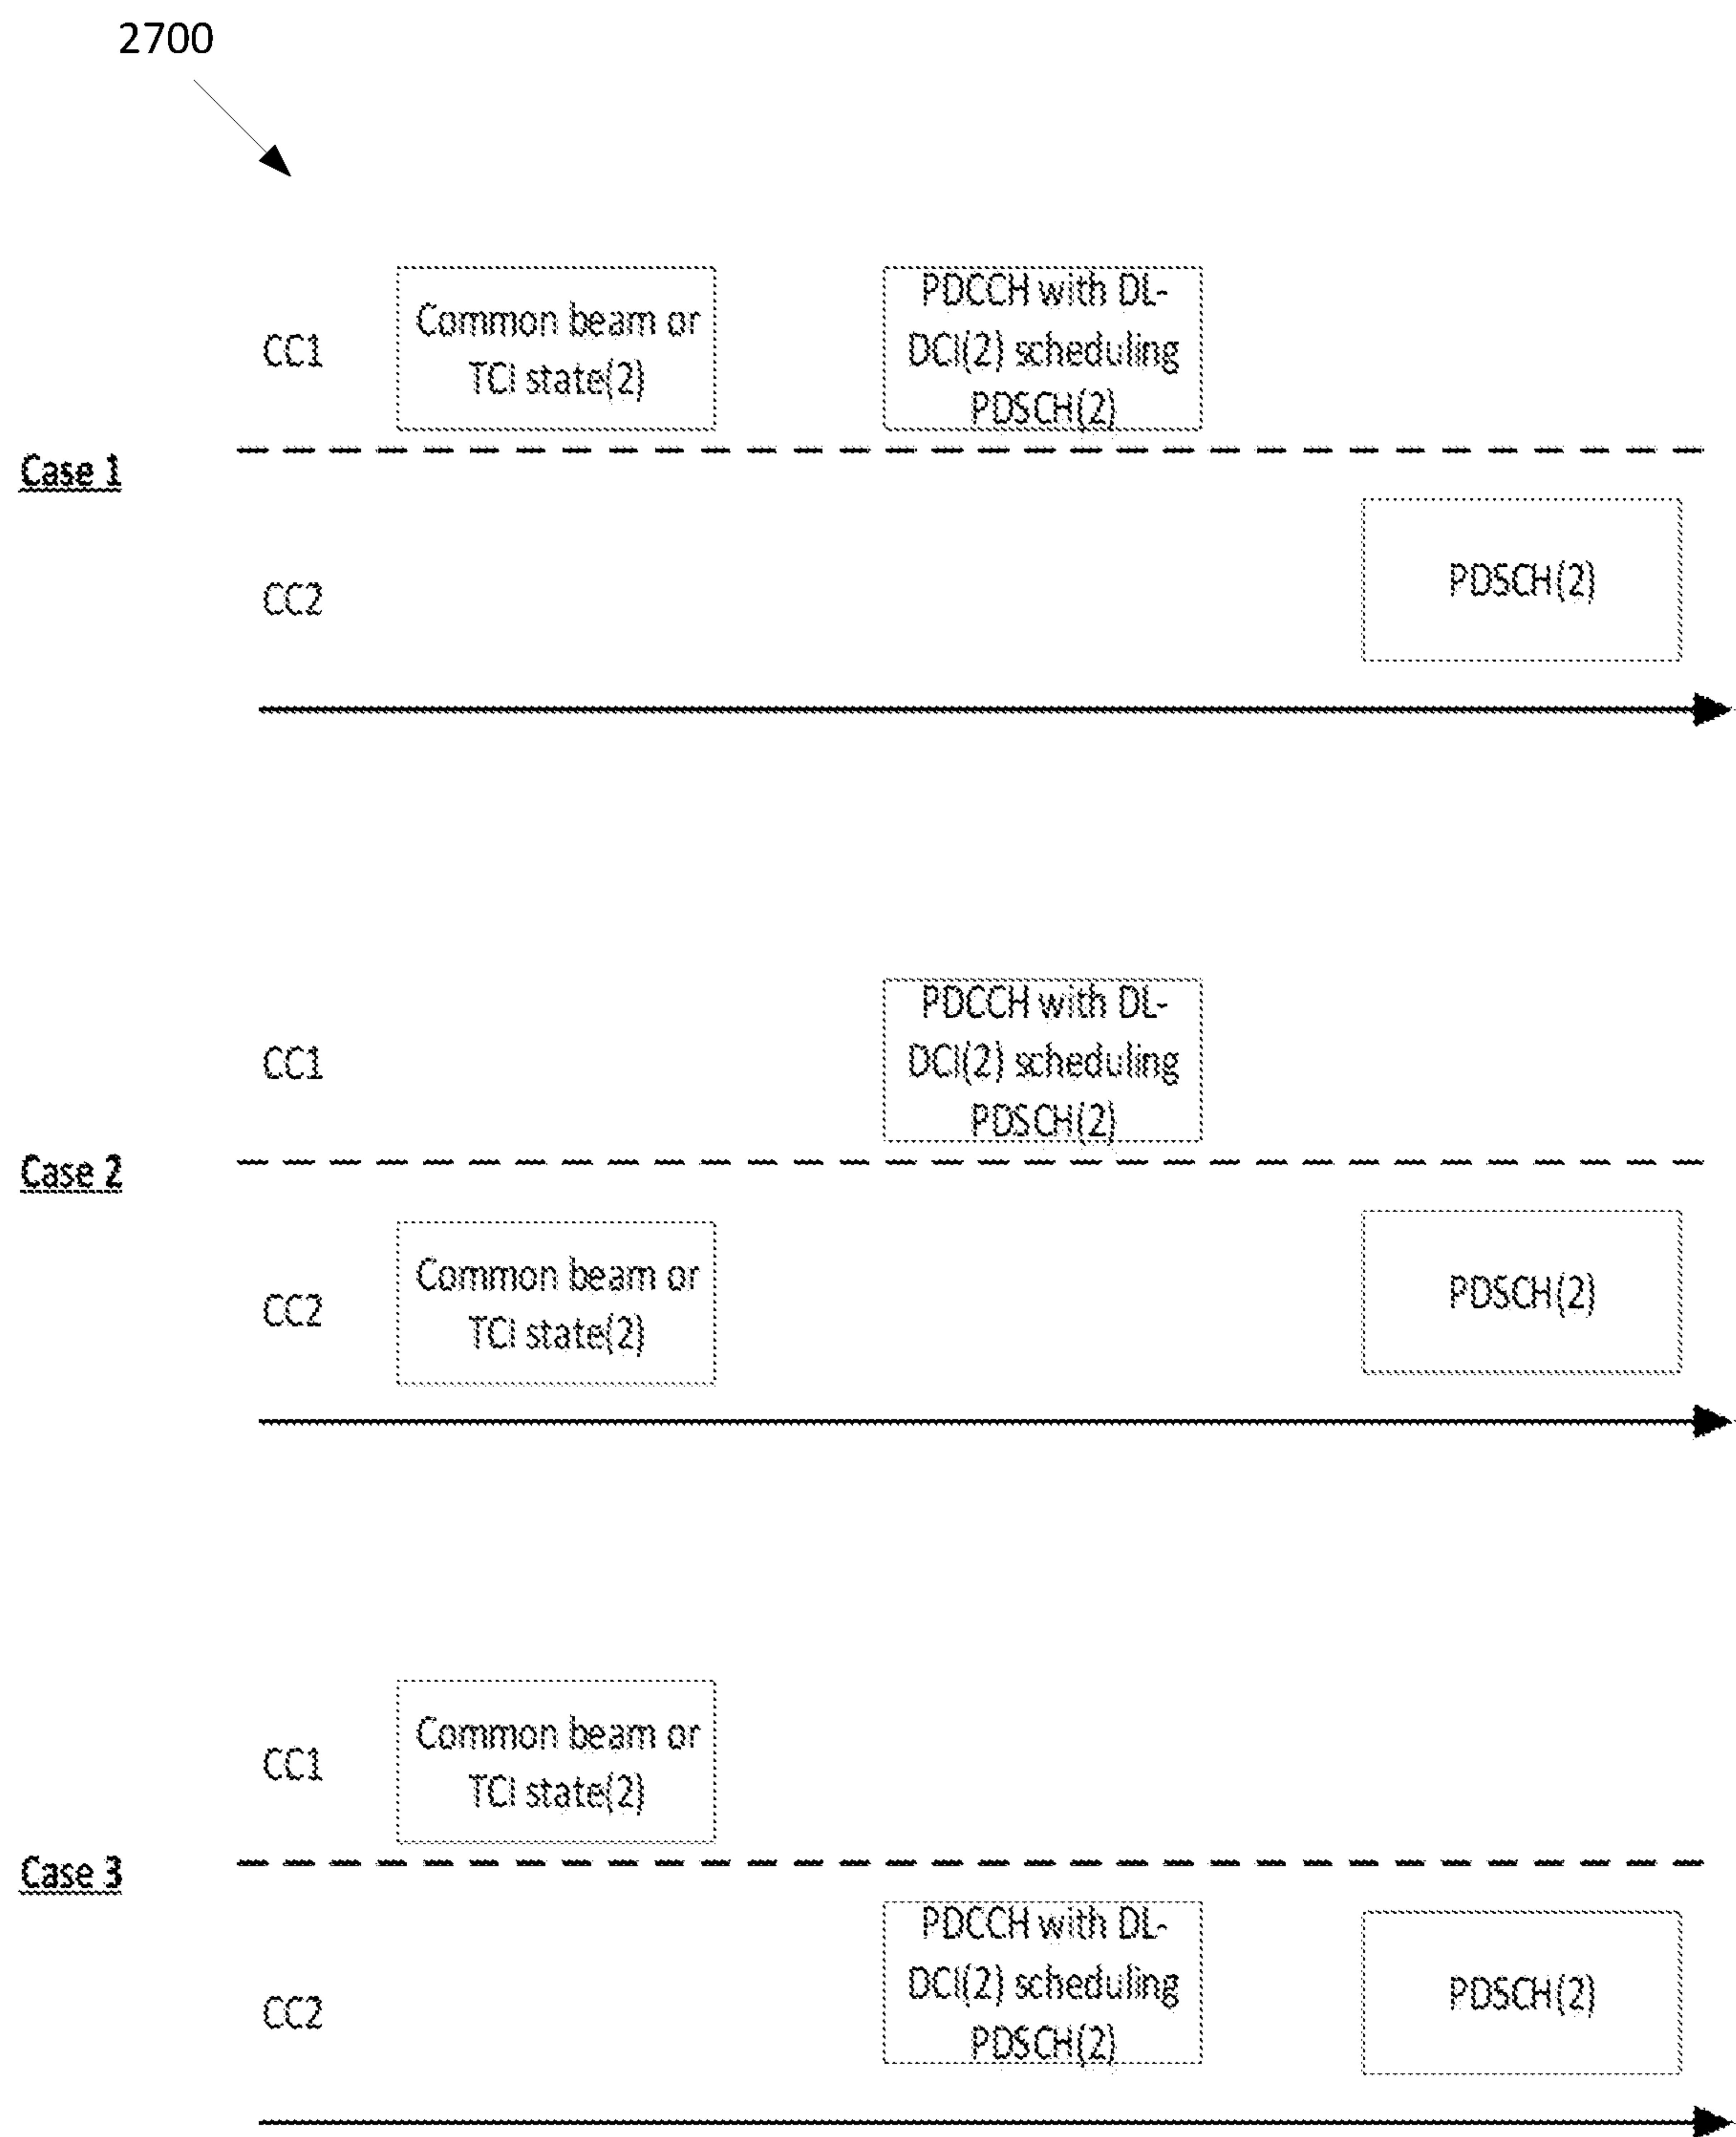 2700
Common beam or
TCI state(2)
PDCCH with DL-
DCI(2) scheduling
PDSCH(2)
CC1
Case 1
CC2
PDSCH(2)
PDCCH with DL-
DCI(2) scheduling
PDSCH(2)
CC1
Case 2
Common beam or
TCI state(2)
CC2
PDSCH(2)
Common beam or
TCI state(2)
CC1
Case 3
PDCCH with DL-
DCI(2) scheduling
PDSCH(2)
CC2
PDSCH(2)